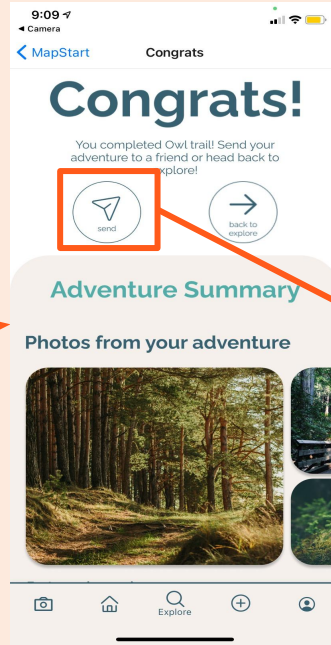 9:09
Camera
MapStart
Congrats
Congrats!
You completed Owl trail! Send your
adventure to a friend or head back to
xplore!
send
back to
explore
Adventure Summary
Photos from your adventure
Explore